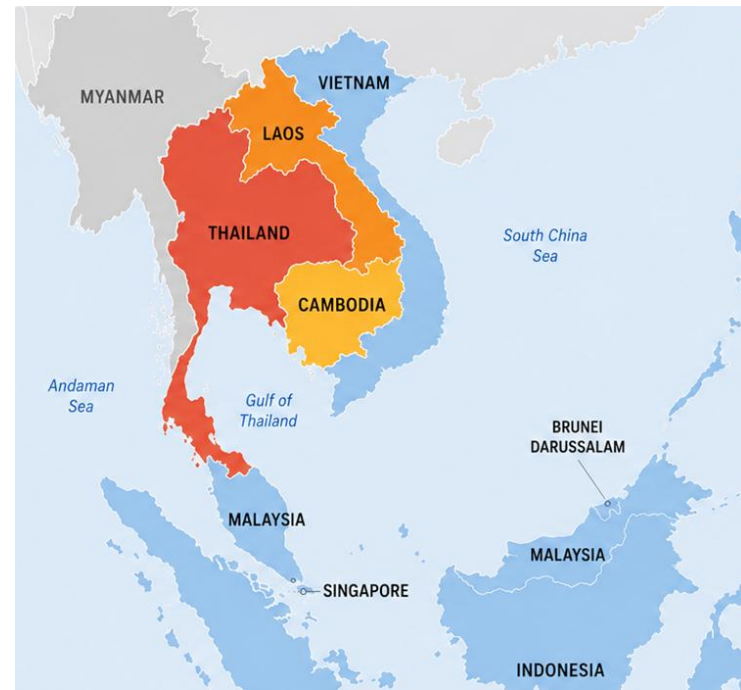 VIETNAM
MYANMAR
LAOS
THAILAND
South China
Sea
CAMBODIA
Andaman
Sea
Gulf of
Thailand
BRUNEI
DARUSSALAM
MALAYSIA
MALAYSIA
SINGAPORE
INDONESIA